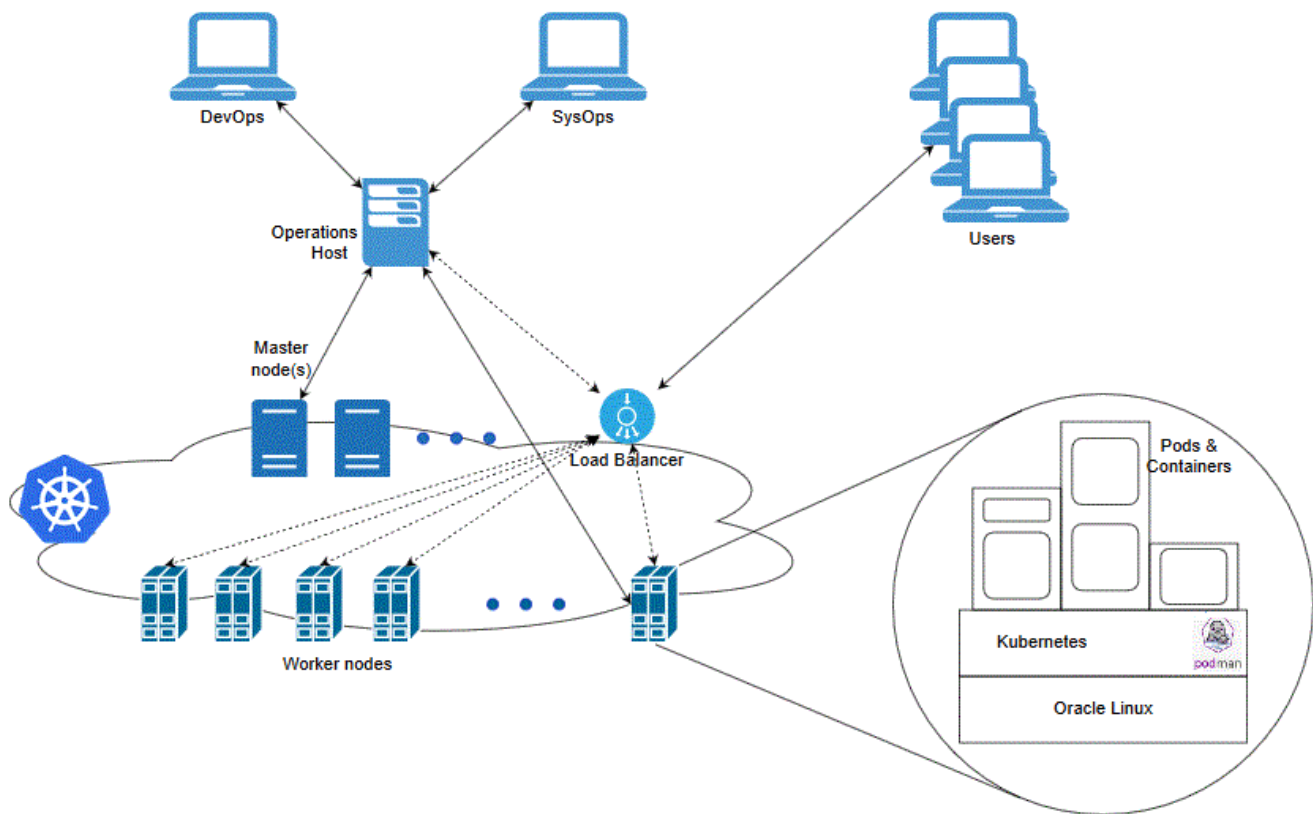 DevOps
SysOps
Users
Operations
Host
Master
node(s)
Load Balancer
Worker nodes
Pods &
Containers
Kubernetes
podman
Oracle Linux